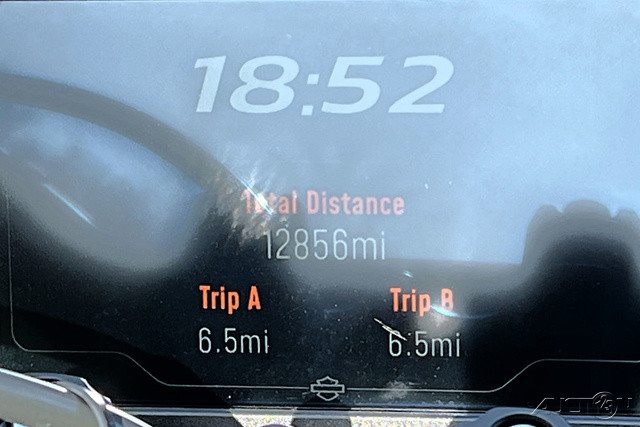 18:52
Total Distance
12856mi
Trip A Trip B
6.5mi 6.5mi